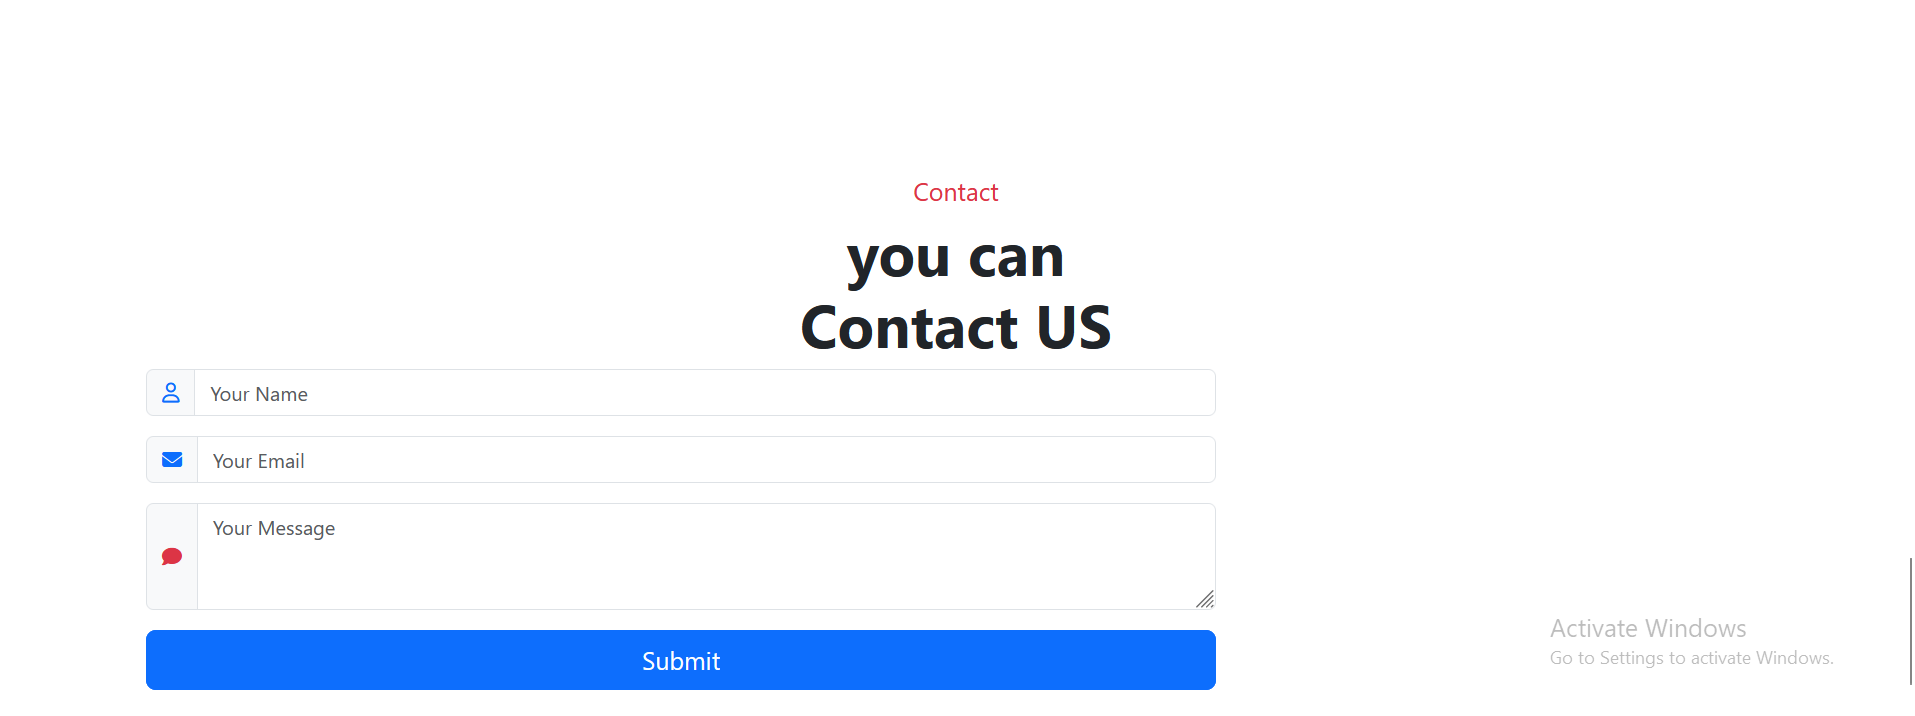 Contact
you can
Contact US
Your Name
Your Email
Your Message
Submit
Activate Windows
Go to Settings to activate Windows.